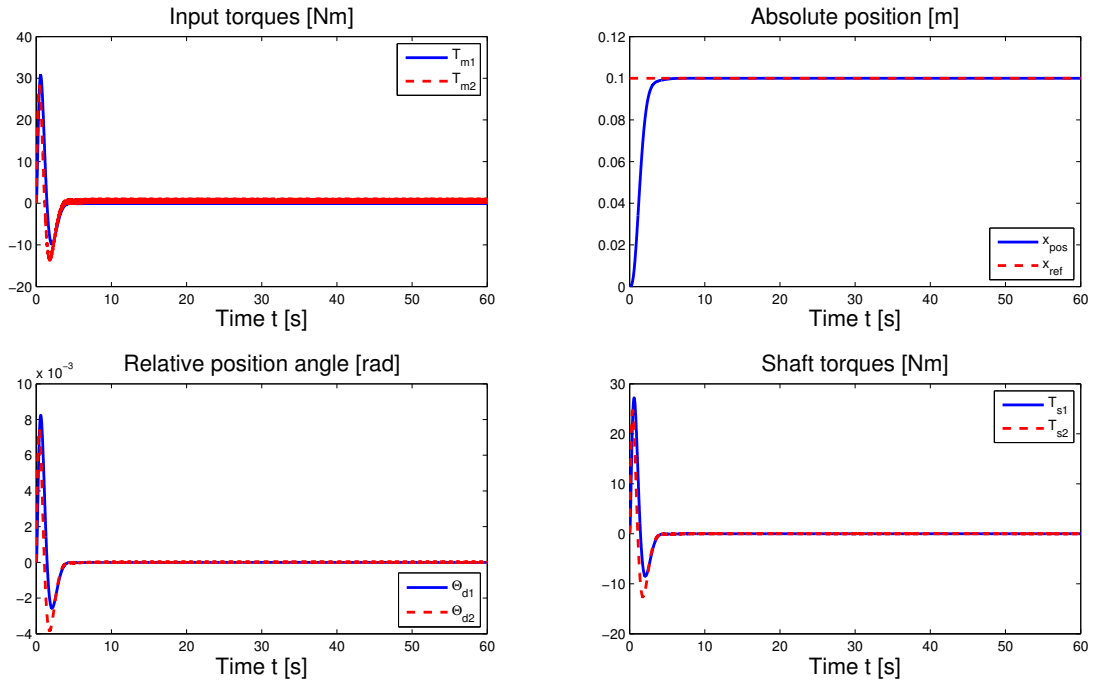 Input torques [Nm]
40
30
20
10
0
−10
−20
0 10 20 30 40 50 60
Time t [s]
T_m1
T_m2
Absolute position [m]
0.12
0.1
0.08
0.06
0.04
0.02
0
0 10 20 30 40 50 60
Time t [s]
x_pos
x_ref
Relative position angle [rad]
x 10^−3
10
8
6
4
2
0
−2
−4
0 10 20 30 40 50 60
Time t [s]
Θ_d1
Θ_d2
Shaft torques [Nm]
30
20
10
0
−10
−20
0 10 20 30 40 50 60
Time t [s]
T_s1
T_s2